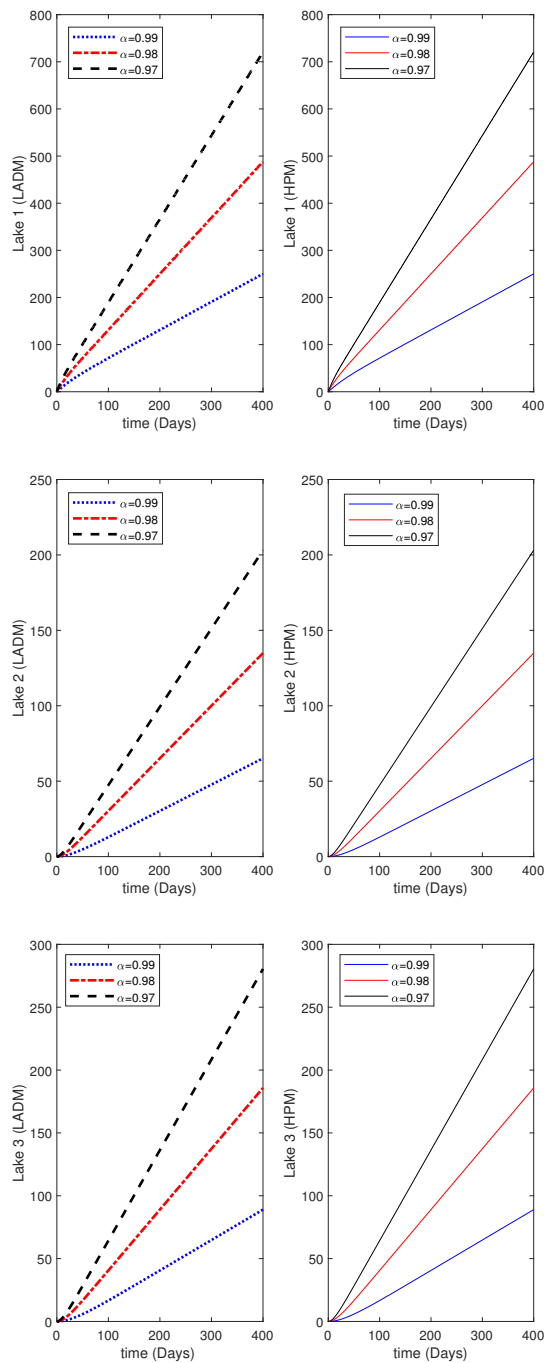 800
700
600
500
400
300
200
100
0
Lake 1 (LADM)
α=0.99
α=0.98
α=0.97
0 100 200 300 400
time (Days)
800
700
600
500
400
300
200
100
0
Lake 1 (HPM)
α=0.99
α=0.98
α=0.97
0 100 200 300 400
time (Days)
250
200
150
100
50
0
Lake 2 (LADM)
α=0.99
α=0.98
α=0.97
0 100 200 300 400
time (Days)
250
200
150
100
50
0
Lake 2 (HPM)
α=0.99
α=0.98
α=0.97
0 100 200 300 400
time (Days)
300
250
200
150
100
50
0
Lake 3 (LADM)
α=0.99
α=0.98
α=0.97
0 100 200 300 400
time (Days)
300
250
200
150
100
50
0
Lake 3 (HPM)
α=0.99
α=0.98
α=0.97
0 100 200 300 400
time (Days)